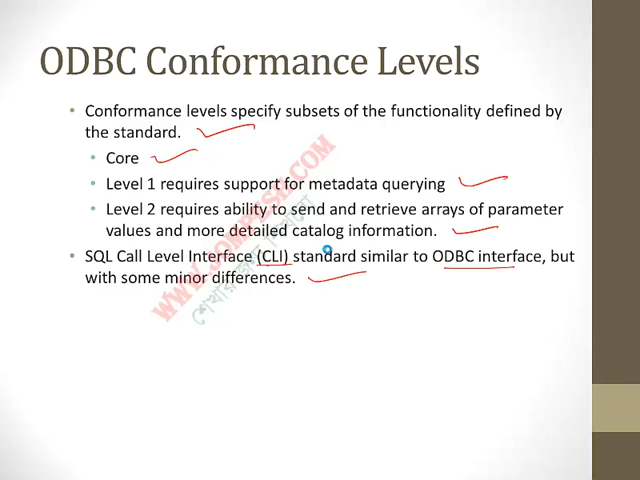 ODBC Conformance Levels
• Conformance levels specify subsets of the functionality defined by
the standard.
• Core
• Level 1 requires support for metadata querying
• Level 2 requires ability to send and retrieve arrays of parameter
values and more detailed catalog information.
• SQL Call Level Interface (CLI) standard similar to ODBC interface, but
with some minor differences.